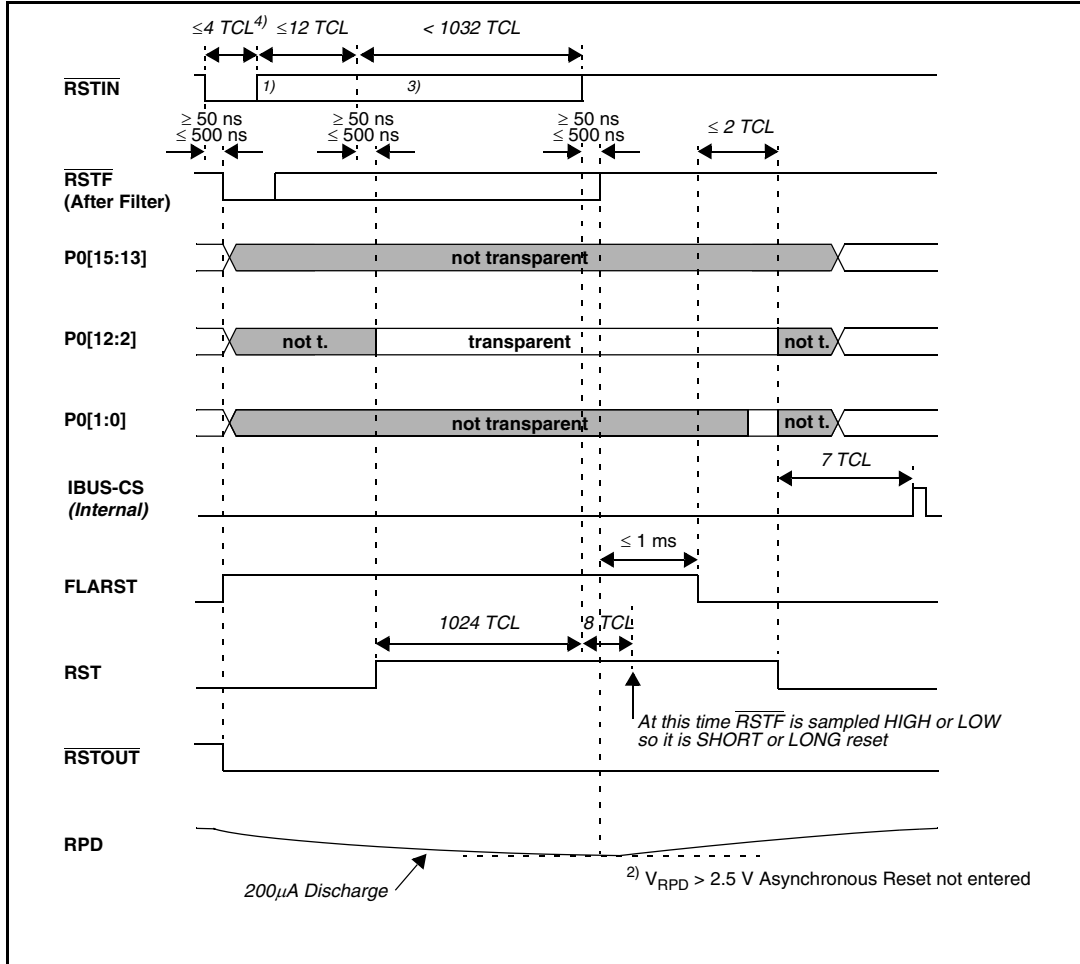 ≤4 TCL4) ≤12 TCL < 1032 TCL
RSTIN 1) 3)
≥ 50 ns ≥ 50 ns ≥ 50 ns ≤ 2 TCL
≤ 500 ns ≤ 500 ns ≤ 500 ns
RSTF
(After Filter)
P0[15:13] not transparent
P0[12:2] not t. transparent not t.
P0[1:0] not transparent not t.
7 TCL
IBUS-CS
(Internal)
≤ 1 ms
FLARST
1024 TCL 8 TCL
RST
At this time RSTF is sampled HIGH or LOW
so it is SHORT or LONG reset
RSTOUT
RPD
200μA Discharge
2) VRPD > 2.5 V Asynchronous Reset not entered